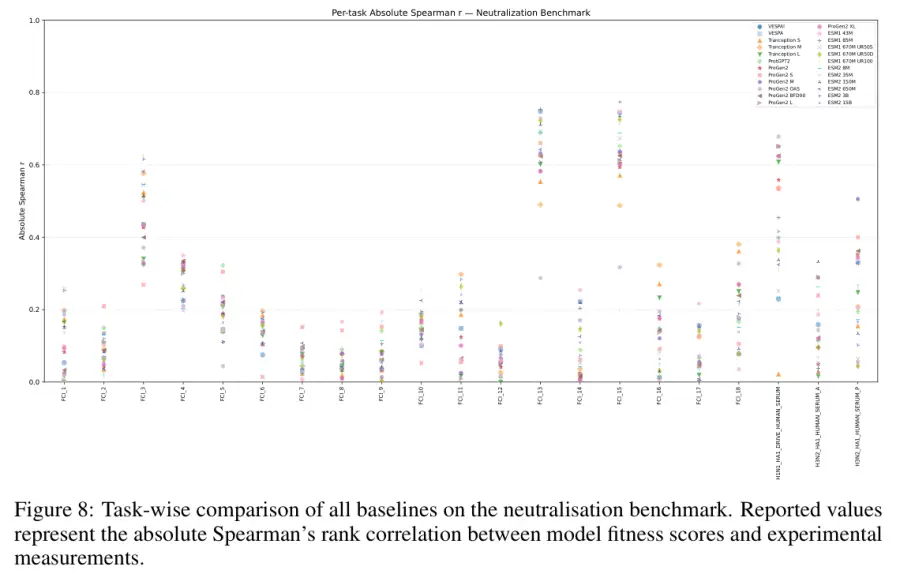 Per-task Absolute Spearman r — Neutralization Benchmark
1.0
0.8
0.6
0.4
0.2
0.0
Absolute Spearman r
VESPAl
VESPA
Tranception S
Tranception M
Tranception L
ProtGPT2
ProGen2
ProGen2 S
ProGen2 M
ProGen2 OAS
ProGen2 BFD90
ProGen2 L
ProGen2 XL
ESM1 43M
ESM1 85M
ESM1 670M UR50S
ESM1 670M UR50D
ESM1 670M UR100
ESM2 8M
ESM2 35M
ESM2 150M
ESM2 650M
ESM2 3B
ESM2 15B
FCI_1
FCI_2
FCI_3
FCI_4
FCI_5
FCI_6
FCI_7
FCI_8
FCI_9
FCI_10
FCI_11
FCI_12
FCI_13
FCI_14
FCI_15
FCI_16
FCI_17
FCI_18
H1N1_HA1_DRIVE_HUMAN_SERUM
H3N2_HA1_HUMAN_SERUM_A
H3N2_HA1_HUMAN_SERUM_P
Figure 8: Task-wise comparison of all baselines on the neutralisation benchmark. Reported values
represent the absolute Spearman's rank correlation between model fitness scores and experimental
measurements.